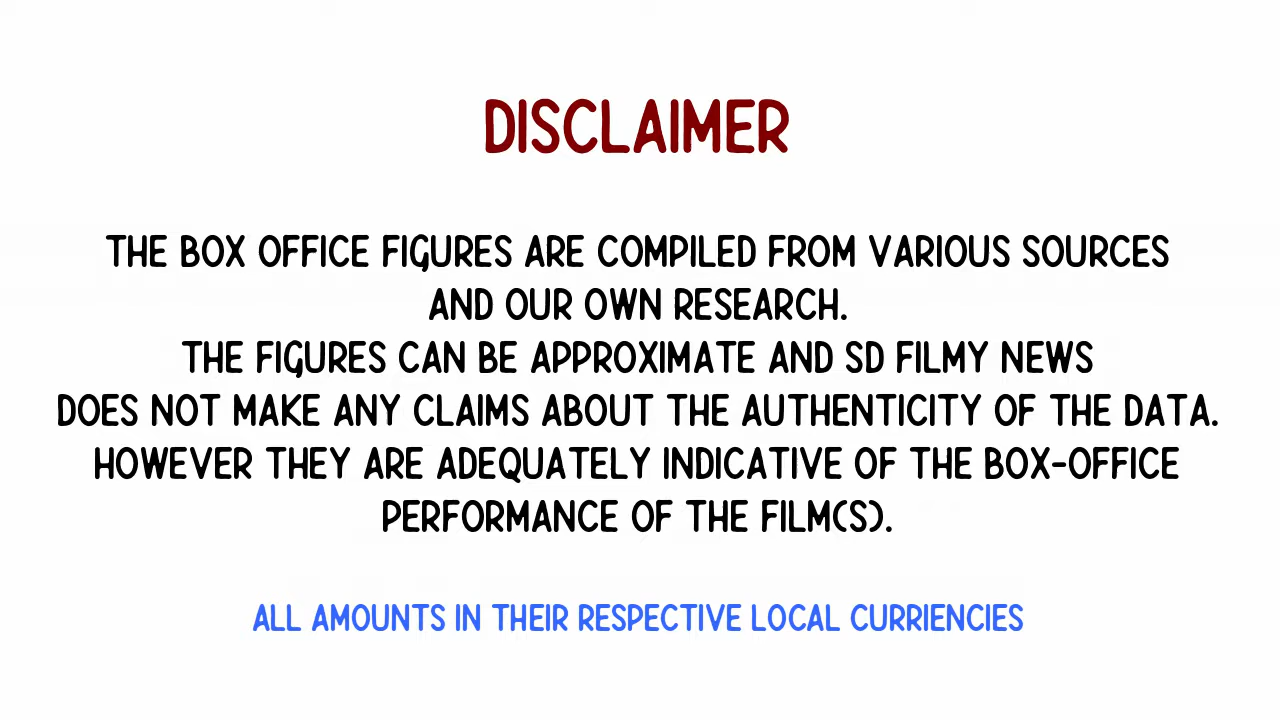 DISCLAIMER
THE BOX OFFICE FIGURES ARE COMPILED FROM VARIOUS SOURCES
AND OUR OWN RESEARCH.
THE FIGURES CAN BE APPROXIMATE AND SD FILMY NEWS
DOES NOT MAKE ANY CLAIMS ABOUT THE AUTHENTICITY OF THE DATA.
HOWEVER THEY ARE ADEQUATELY INDICATIVE OF THE BOX-OFFICE
PERFORMANCE OF THE FILM(S).
ALL AMOUNTS IN THEIR RESPECTIVE LOCAL CURRIENCIES